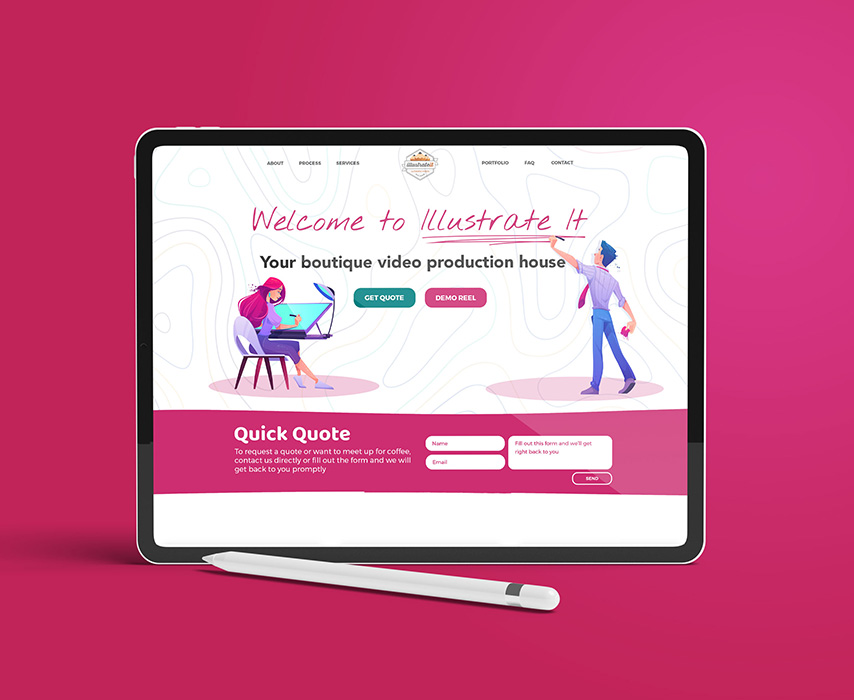 ABOUT PROCESS SERVICES illustrateit PORTFOLIO FAQ CONTACT
Welcome to Illustrate It
Your boutique video production house
GET QUOTE DEMO REEL
Quick Quote
To request a quote or want to meet up for coffee,
contact us directly or fill out the form and we will
get back to you promptly
Name
Email
Fill out this form and we'll get
right back to you
SEND